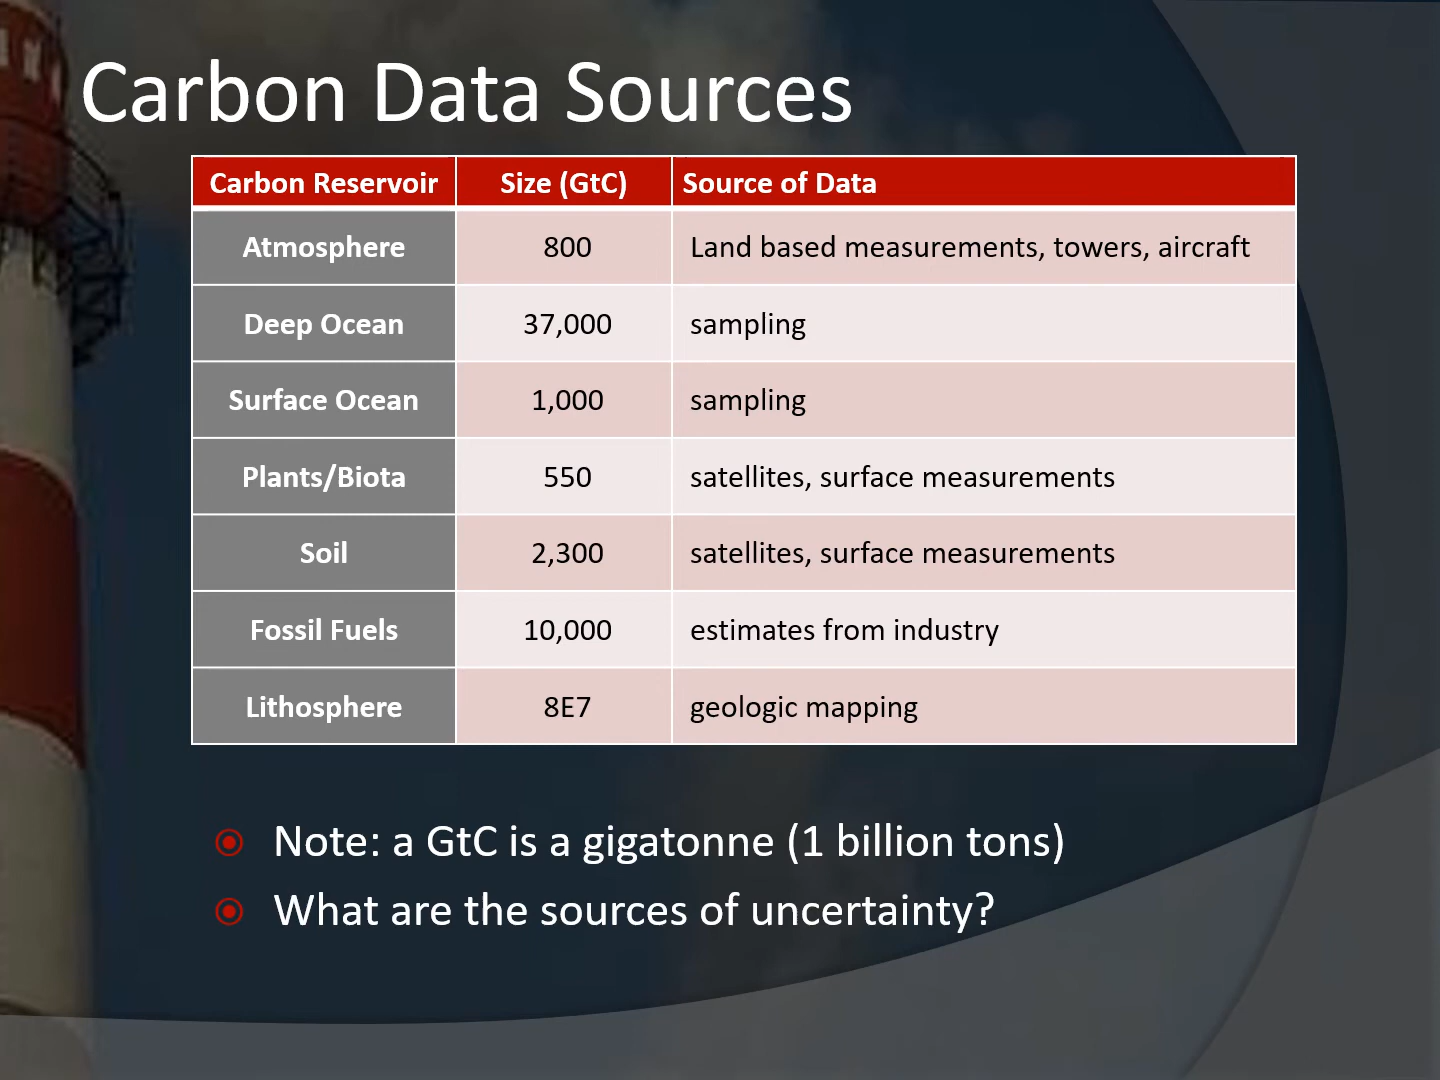 Carbon Data Sources
Carbon Reservoir Size (GtC) Source of Data
Atmosphere 800 Land based measurements, towers, aircraft
Deep Ocean 37,000 sampling
Surface Ocean 1,000 sampling
Plants/Biota 550 satellites, surface measurements
Soil 2,300 satellites, surface measurements
Fossil Fuels 10,000 estimates from industry
Lithosphere 8E7 geologic mapping
Note: a GtC is a gigatonne (1 billion tons)
What are the sources of uncertainty?